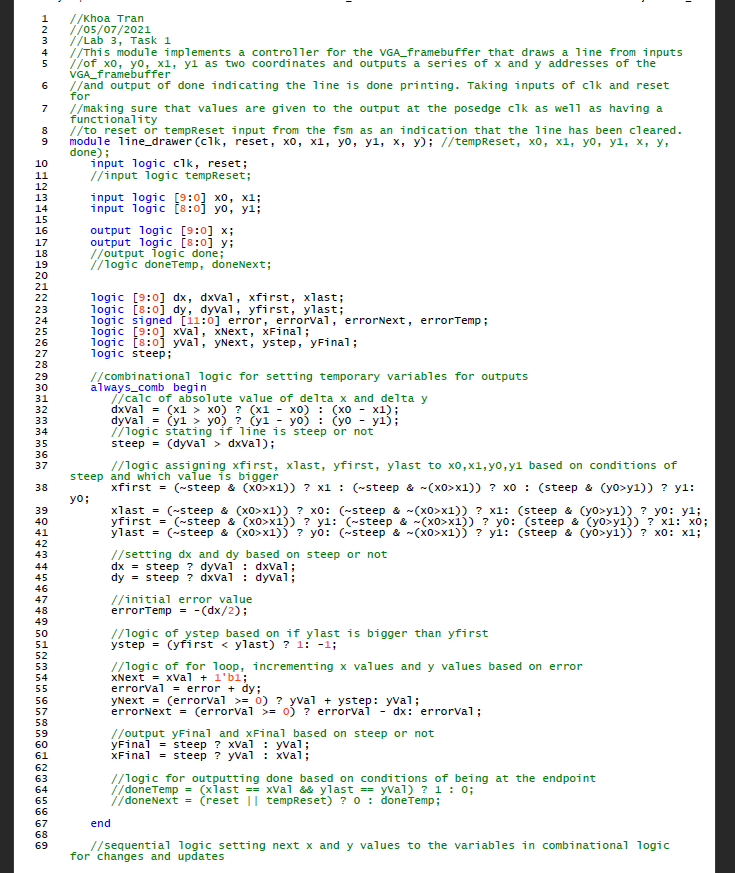 1 //Khoa Tran
2 //05/07/2021
3 //Lab 3, Task 1
4 //This module implements a controller for the VGA_framebuffer that draws a line from inputs
5 //of x0, y0, x1, y1 as two coordinates and outputs a series of x and y addresses of the
VGA_framebuffer
6 //and output of done indicating the line is done printing. Taking inputs of clk and reset
for
7 //making sure that values are given to the output at the posedge clk as well as having a
functionality
8 //to reset or tempReset input from the fsm as an indication that the line has been cleared.
9 module line_drawer(clk, reset, x0, x1, y0, y1, x, y); //tempReset, x0, x1, y0, y1, x, y,
done);
10 input logic clk, reset;
11 //input logic tempReset;
12
13 input logic [9:0] x0, x1;
14 input logic [8:0] y0, y1;
15
16 output logic [9:0] x;
17 output logic [8:0] y;
18 //output logic done;
19 //logic doneTemp, doneNext;
20
21
22 logic [9:0] dx, dxVal, xfirst, xlast;
23 logic [8:0] dy, dyVal, yfirst, ylast;
24 logic signed [11:0] error, errorVal, errorNext, errorTemp;
25 logic [9:0] xVal, xNext, xFinal;
26 logic [8:0] yVal, yNext, ystep, yFinal;
27 logic steep;
28
29 //combinational logic for setting temporary variables for outputs
30 always_comb begin
31 //calc of absolute value of delta x and delta y
32 dxVal = (x1 > x0) ? (x1 - x0) : (x0 - x1);
33 dyVal = (y1 > y0) ? (y1 - y0) : (y0 - y1);
34 //logic stating if line is steep or not
35 steep = (dyVal > dxVal);
36
37 //logic assigning xfirst, xlast, yfirst, ylast to x0,x1,y0,y1 based on conditions of
steep and which value is bigger
38 xfirst = (~steep & (x0>x1)) ? x1 : (~steep & ~(x0>x1)) ? x0 : (steep & (y0>y1)) ? y1:
y0;
39 xlast = (~steep & (x0>x1)) ? x0: (~steep & ~(x0>x1)) ? x1: (steep & (y0>y1)) ? y0: y1;
40 yfirst = (~steep & (x0>x1)) ? y1: (~steep & ~(x0>x1)) ? y0: (steep & (y0>y1)) ? x1: x0;
41 ylast = (~steep & (x0>x1)) ? y0: (~steep & ~(x0>x1)) ? y1: (steep & (y0>y1)) ? x0: x1;
42
43 //setting dx and dy based on steep or not
44 dx = steep ? dyVal : dxVal;
45 dy = steep ? dxVal : dyVal;
46
47 //initial error value
48 errorTemp = -(dx/2);
49
50 //logic of ystep based on if ylast is bigger than yfirst
51 ystep = (yfirst < ylast) ? 1: -1;
52
53 //logic of for loop, incrementing x values and y values based on error
54 xNext = xVal + 1'b1;
55 errorVal = error + dy;
56 yNext = (errorVal >= 0) ? yVal + ystep: yVal;
57 errorNext = (errorVal >= 0) ? errorVal - dx: errorVal;
58
59 //output yFinal and xFinal based on steep or not
60 yFinal = steep ? xVal : yVal;
61 xFinal = steep ? yVal : xVal;
62
63 //logic for outputting done based on conditions of being at the endpoint
64 //doneTemp = (xlast == xVal && ylast == yVal) ? 1 : 0;
65 //doneNext = (reset || tempReset) ? 0 : doneTemp;
66
67 end
68
69 //sequential logic setting next x and y values to the variables in combinational logic
for changes and updates